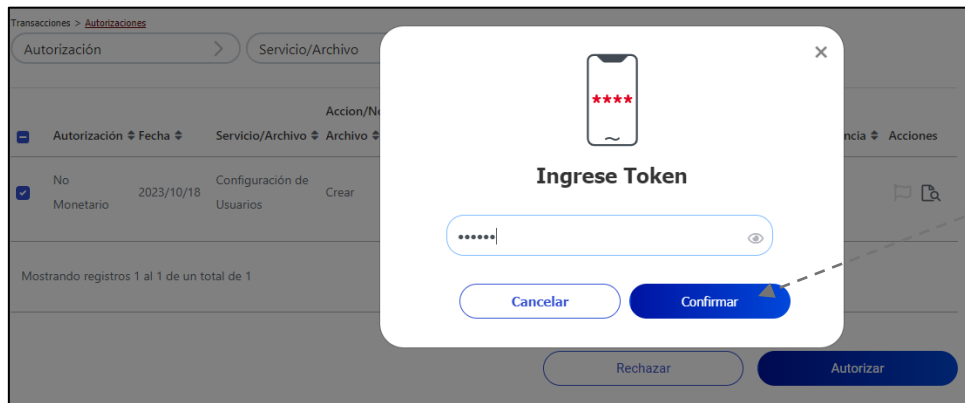 Transacciones > Autorizaciones
Autorización
Servicio/Archivo
Accion/No
Autorización Fecha Servicio/Archivo Archivo ncia Acciones
No Monetario 2023/10/18 Configuración de Usuarios Crear
Mostrando registros 1 al 1 de un total de 1
Rechazar Autorizar
****
Ingrese Token
••••••
Cancelar Confirmar